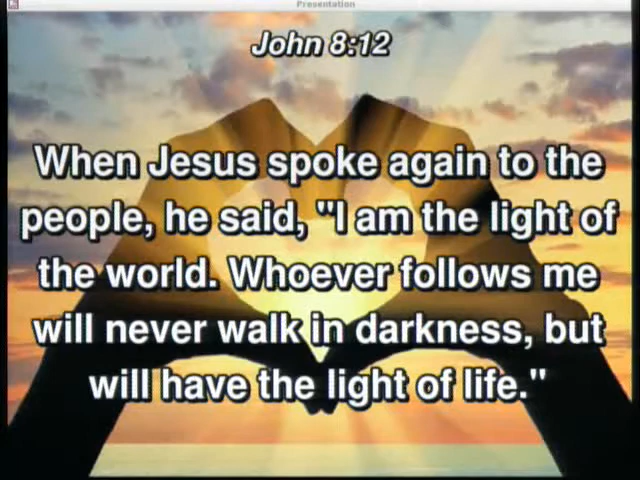 Presentation
John 8:12
When Jesus spoke again to the
people, he said, "I am the light of
the world. Whoever follows me
will never walk in darkness, but
will have the light of life."